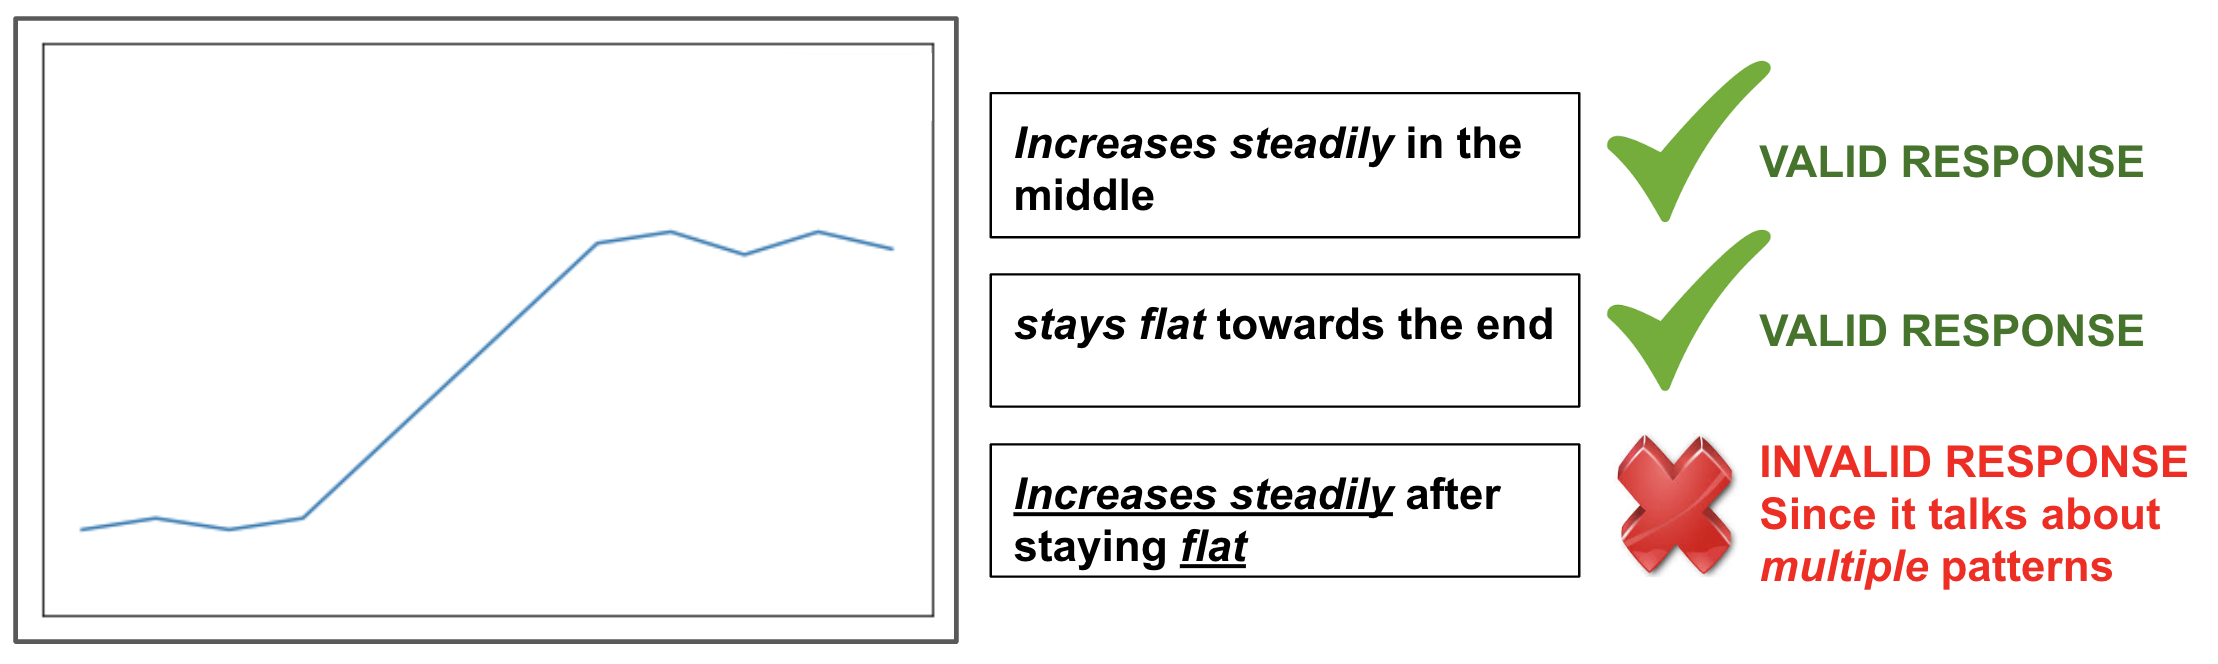 Increases steadily in the
middle
VALID RESPONSE
stays flat towards the end
VALID RESPONSE
Increases steadily after
staying flat
INVALID RESPONSE
Since it talks about
multiple patterns